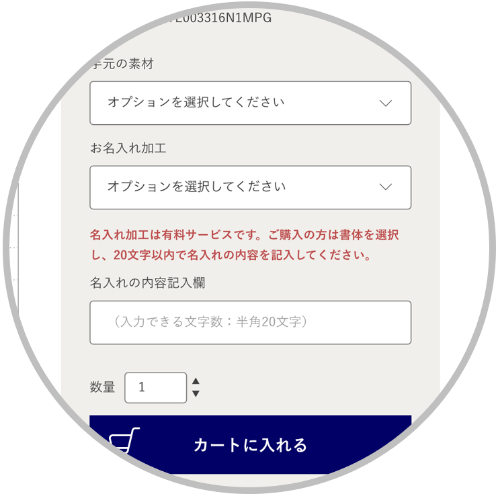 003316N1MPG
手元の素材
オプションを選択してください
お名入れ加工
オプションを選択してください
名入れ加工は有料サービスです。ご購入の方は書体を選択
し、20文字以内で名入れの内容を記入してください。
名入れの内容記入欄
（入力できる文字数：半角20文字）
数量 1
カートに入れる